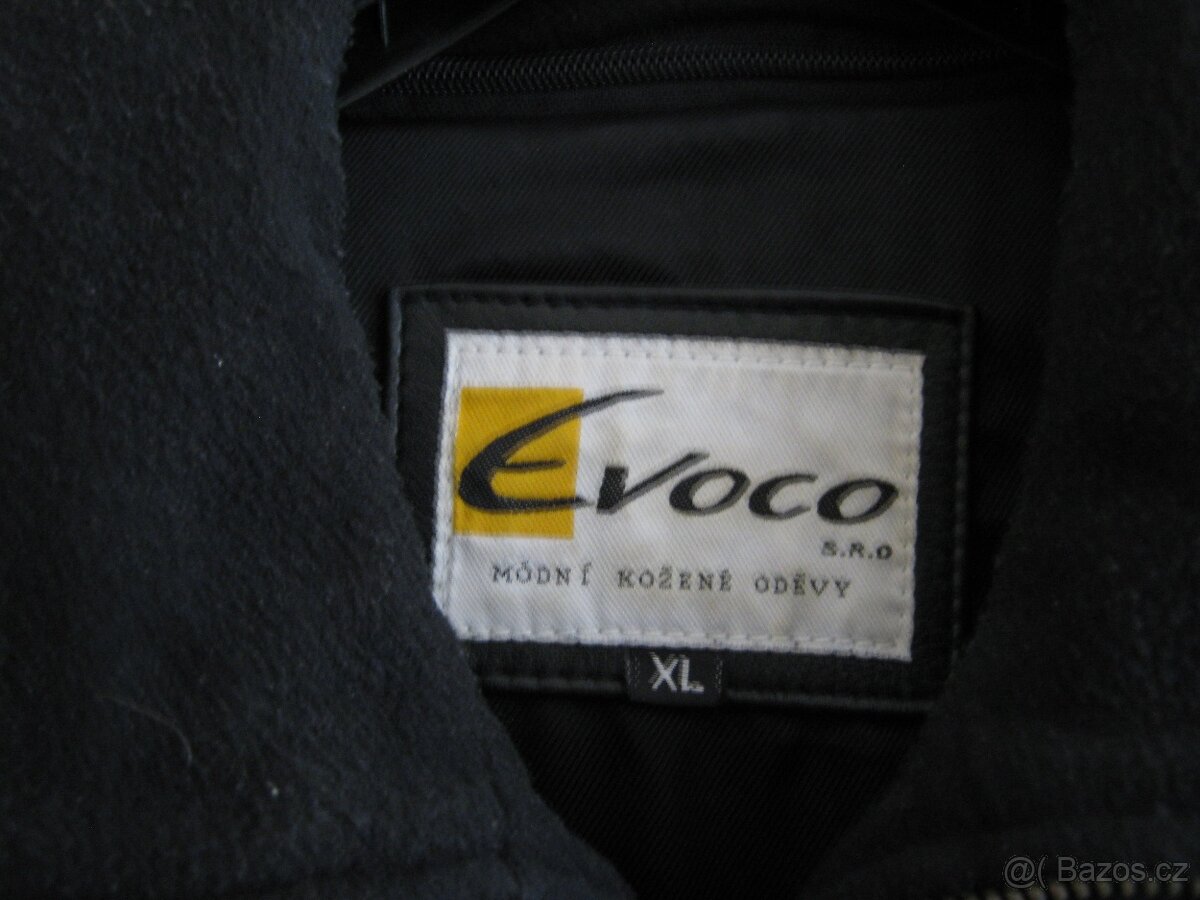 Evoco
S.R.O
MÓDNÍ KOŽENÉ ODĚVY
XL
@( Bazos.cz